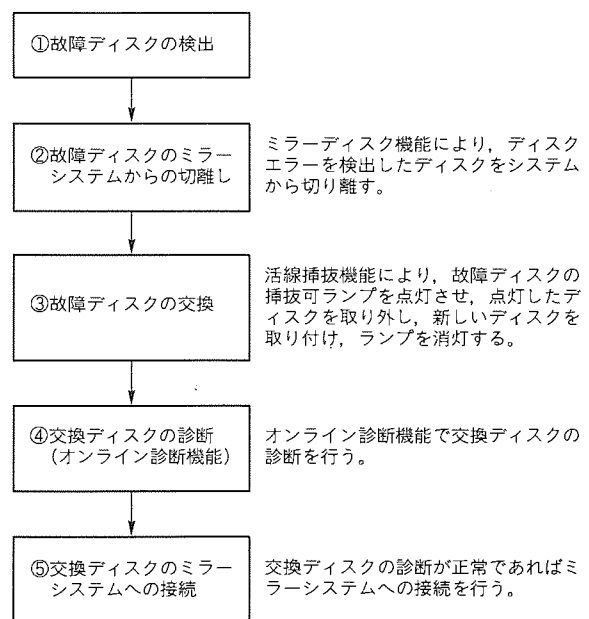 ①故障ディスクの検出
②故障ディスクのミラー
システムからの切離し
ミラーディスク機能により，ディスク
エラーを検出したディスクをシステム
から切り離す。
③故障ディスクの交換
活線挿抜機能により，故障ディスクの
挿抜可ランプを点灯させ，点灯したデ
ィスクを取り外し，新しいディスクを
取り付け，ランプを消灯する。
④交換ディスクの診断
（オンライン診断機能）
オンライン診断機能で交換ディスクの
診断を行う。
⑤交換ディスクのミラー
システムへの接続
交換ディスクの診断が正常であればミ
ラーシステムへの接続を行う。